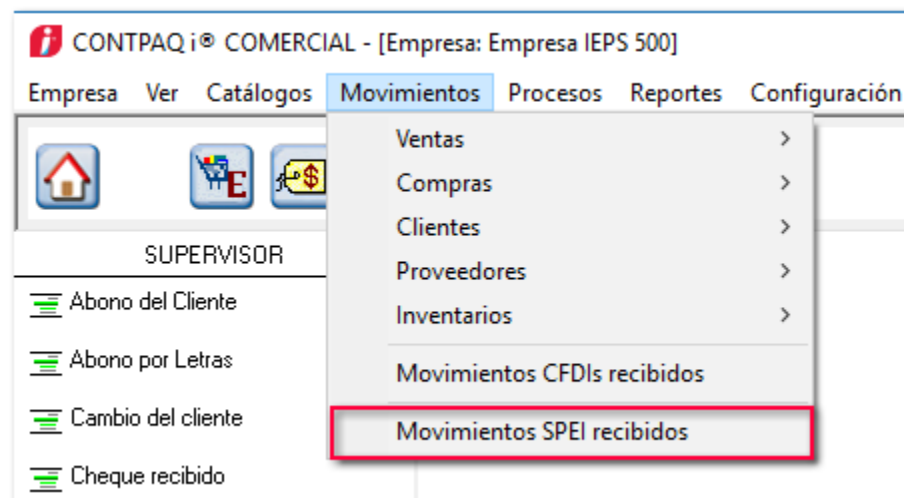 CONTPAQ i® COMERCIAL - [Empresa: Empresa IEPS 500]
Empresa Ver Catálogos Movimientos Procesos Reportes Configuración
Ventas
Compras
Clientes
Proveedores
Inventarios
Movimientos CFDIs recibidos
Movimientos SPEI recibidos
E $
SUPERVISOR
Abono del Cliente
Abono por Letras
Cambio del cliente
Cheque recibido